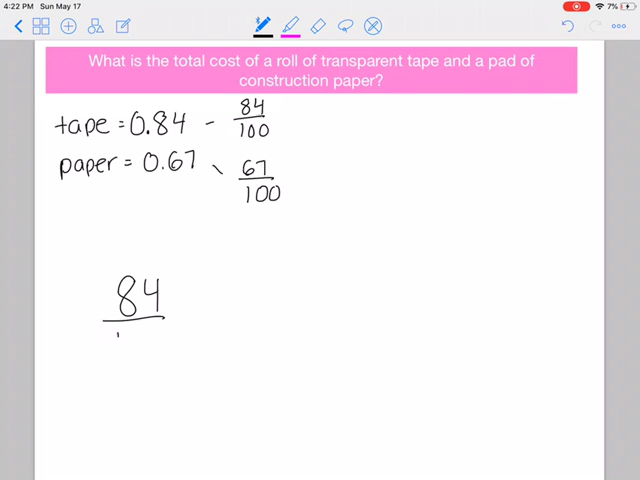 4:22 PM Sun May 17
7%
What is the total cost of a roll of transparent tape and a pad of
construction paper?
tape = 0.84 - 84/100
paper = 0.67 \ 67/100
84